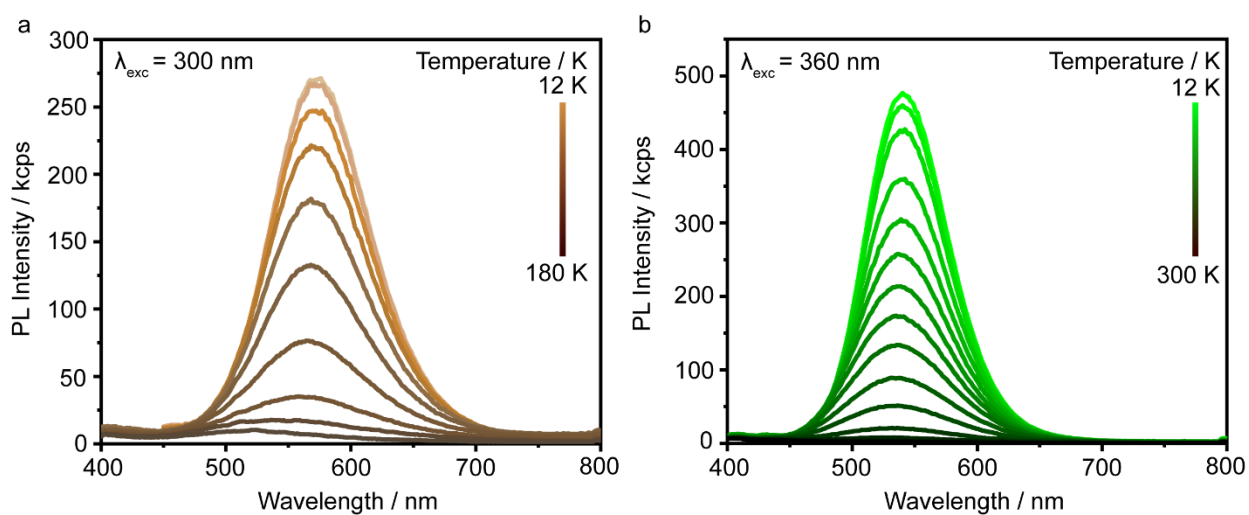 a
λexc = 300 nm
Temperature / K
12 K
180 K
PL Intensity / kcps
300
250
200
150
100
50
0
400
500
600
700
800
Wavelength / nm
b
λexc = 360 nm
Temperature / K
12 K
300 K
PL Intensity / kcps
500
400
300
200
100
0
400
500
600
700
800
Wavelength / nm